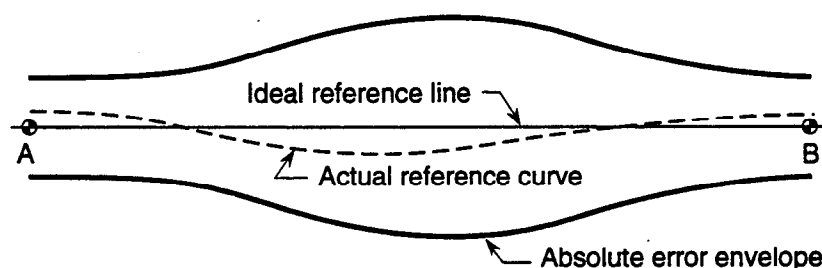 Ideal reference line
A
B
Actual reference curve
Absolute error envelope